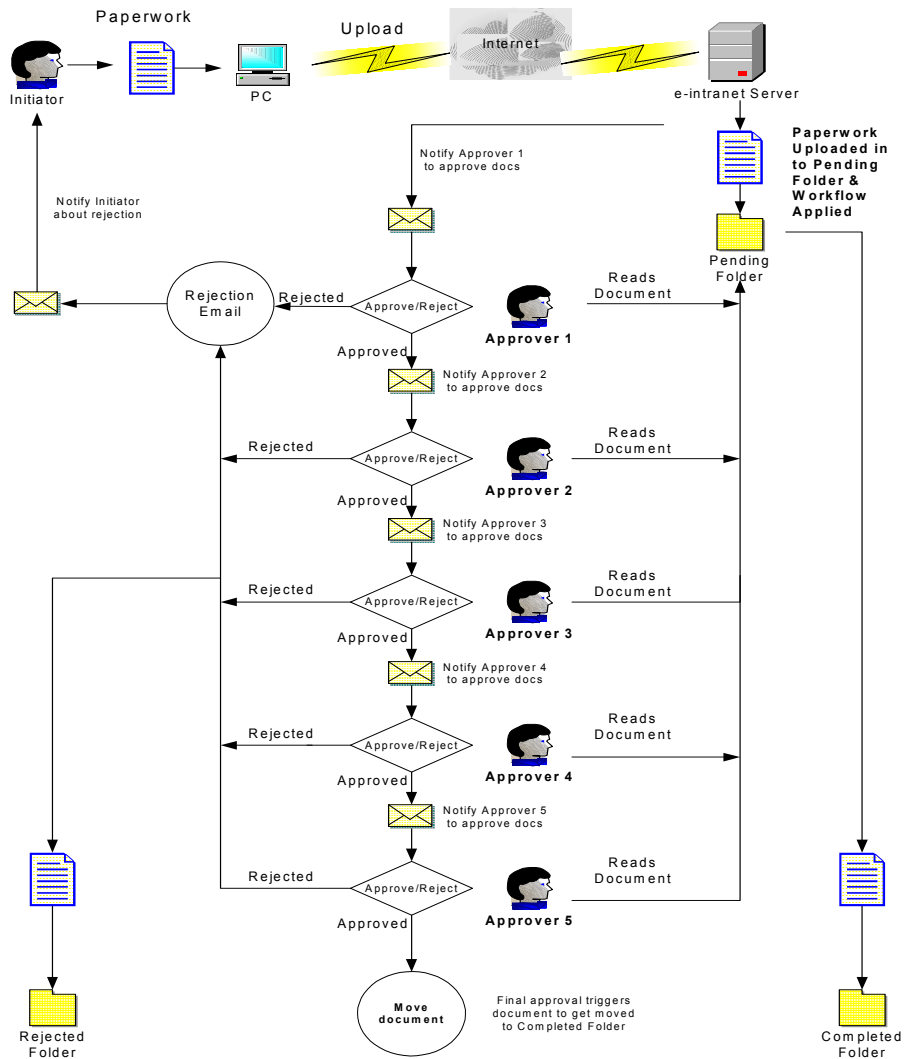 Paperwork
Upload
Internet
Initiator
PC
e-intranet Server
Notify Approver 1
to approve docs
Paperwork
Uploaded in
to Pending
Folder &
Workflow
Applied
Notify Initiator
about rejection
Pending
Folder
Rejection
Email
Rejected
Approve/Reject
Reads
Document
Approver 1
Approved
Notify Approver 2
to approve docs
Rejected
Approve/Reject
Reads
Document
Approver 2
Approved
Notify Approver 3
to approve docs
Rejected
Approve/Reject
Reads
Document
Approver 3
Approved
Notify Approver 4
to approve docs
Rejected
Approve/Reject
Reads
Document
Approver 4
Approved
Notify Approver 5
to approve docs
Rejected
Approve/Reject
Reads
Document
Approver 5
Approved
Move
document
Final approval triggers
document to get moved
to Completed Folder
Rejected
Folder
Completed
Folder